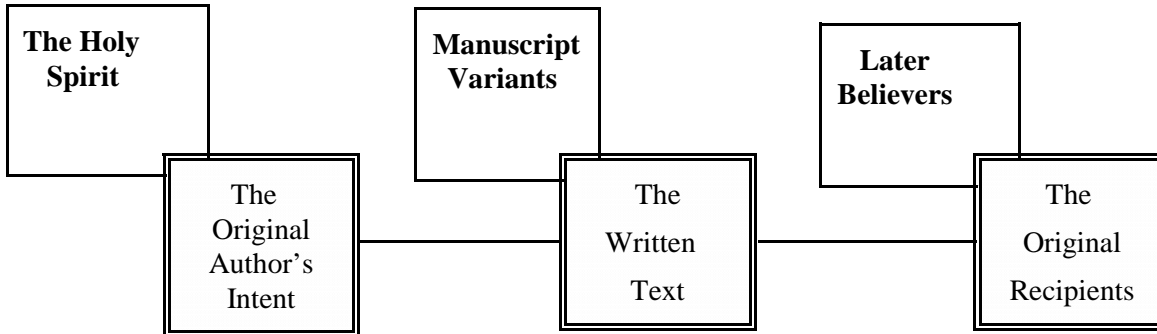 The Holy
Spirit
Manuscript
Variants
Later
Believers
The
Original
Author’s
Intent
The
Written
Text
The
Original
Recipients